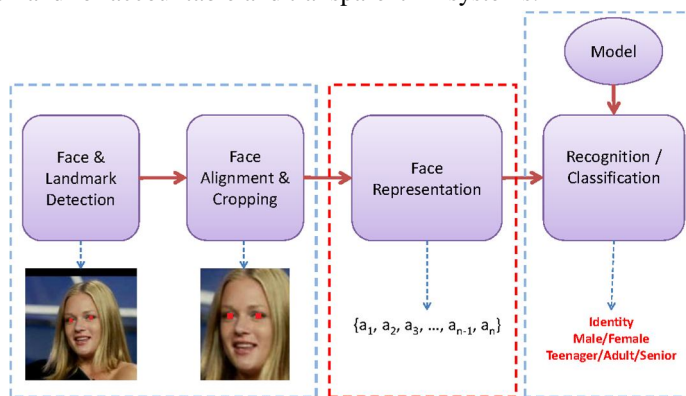 Model
Face &
Landmark
Detection
Face
Alignment &
Cropping
Face
Representation
Recognition /
Classification
{a1, a2, a3, ..., an-1, an}
Identity
Male/Female
Teenager/Adult/Senior